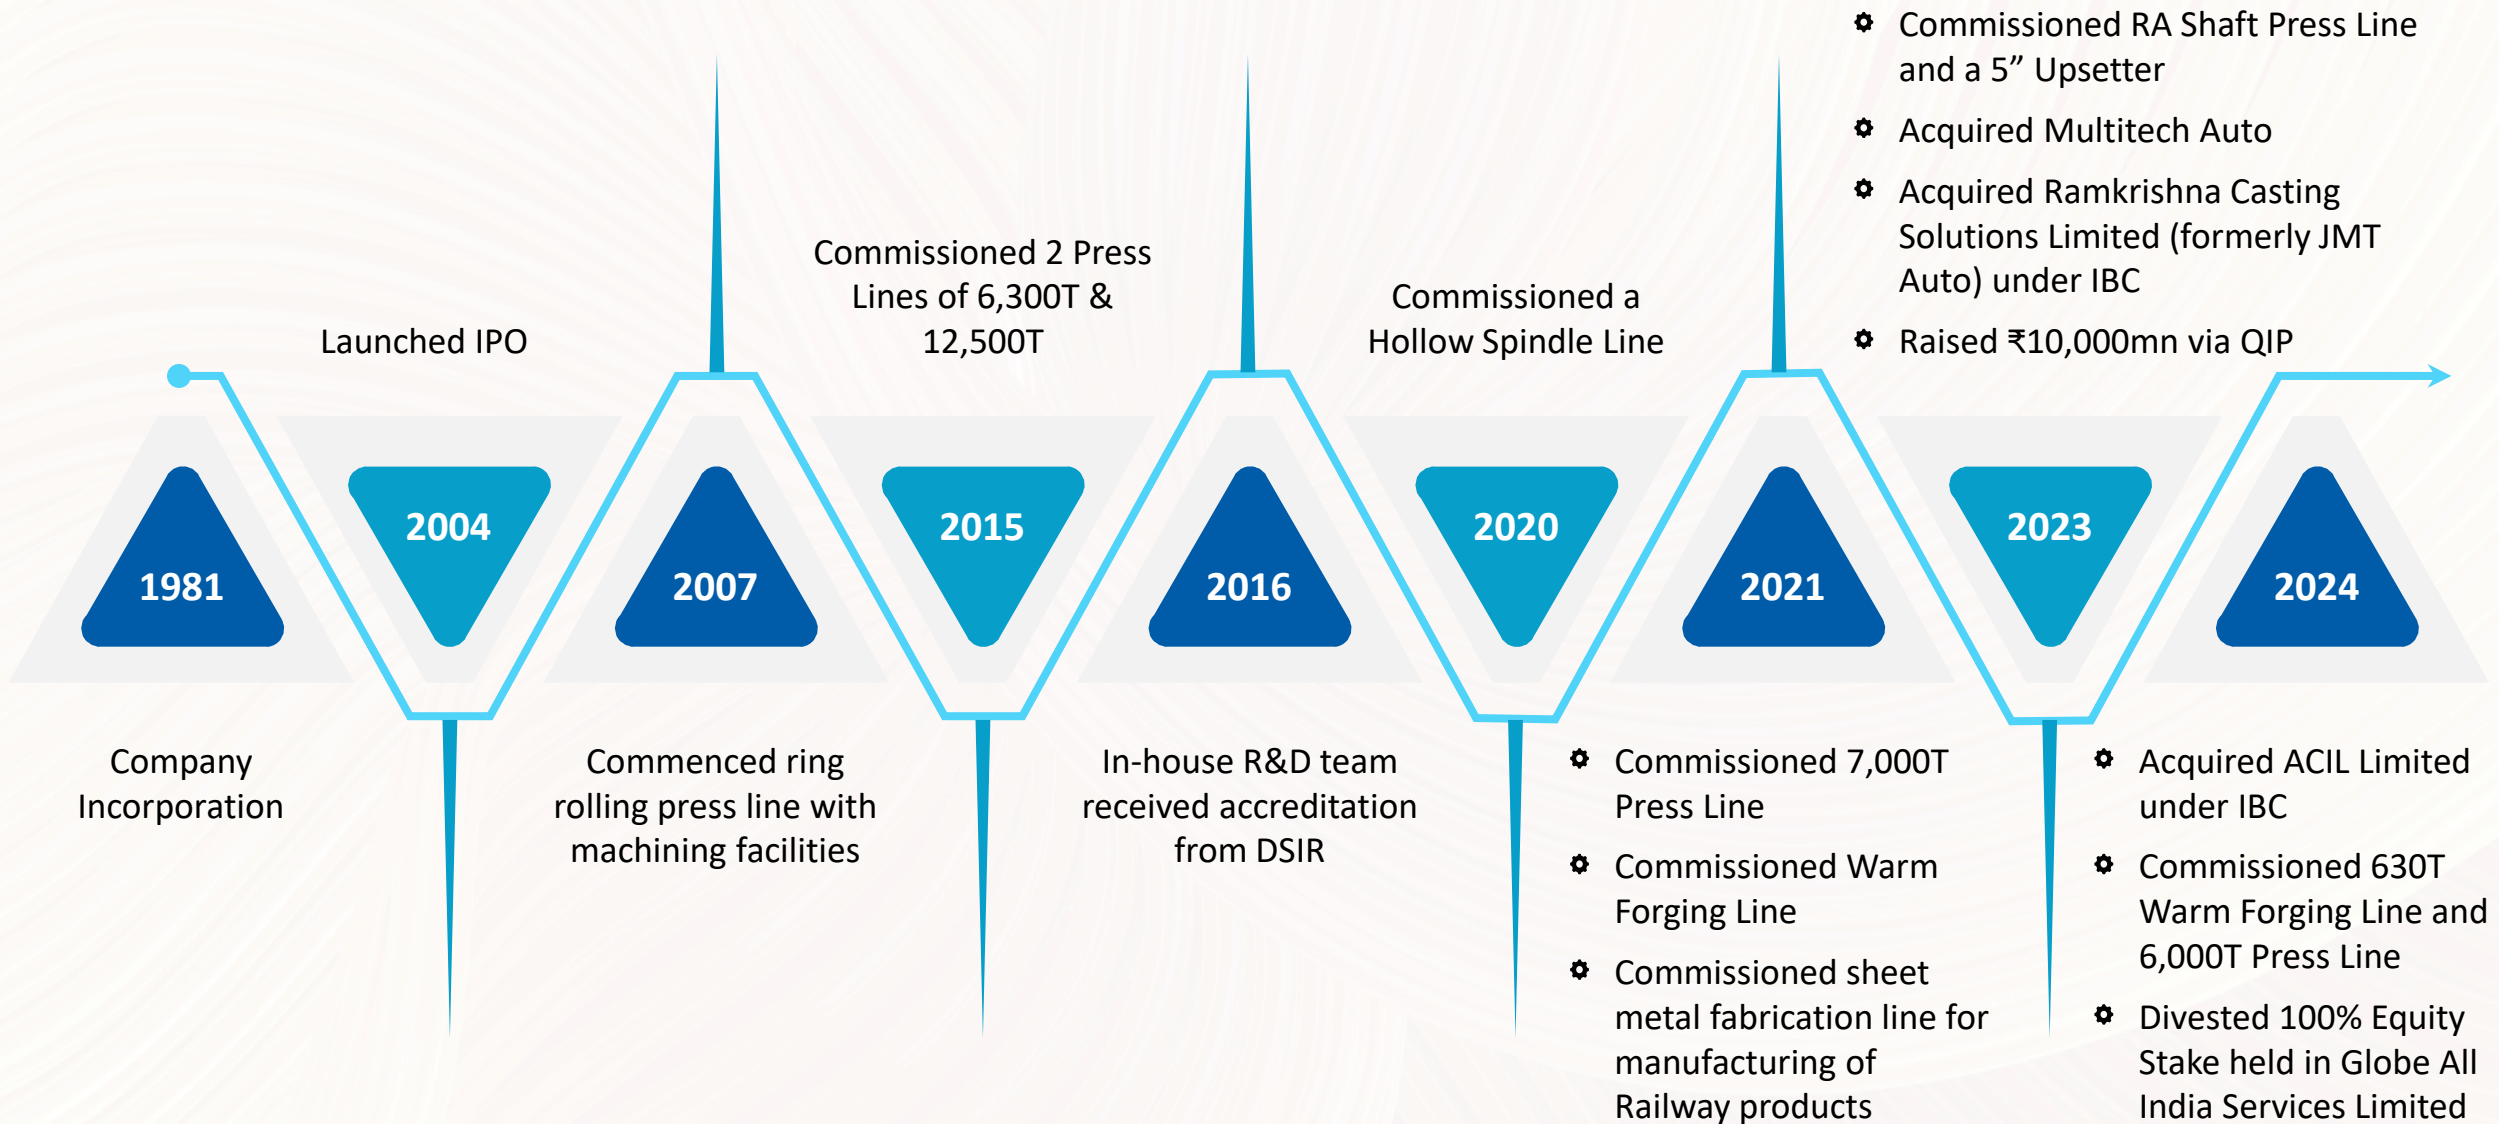 1981
Company
Incorporation
Launched IPO
2004
2007
Commenced ring
rolling press line with
machining facilities
Commissioned 2 Press
Lines of 6,300T &
12,500T
2015
2016
In-house R&D team
received accreditation
from DSIR
Commissioned a
Hollow Spindle Line
2020
2021
Commissioned 7,000T
Press Line
Commissioned Warm
Forging Line
Commissioned sheet
metal fabrication line for
manufacturing of
Railway products
Commissioned RA Shaft Press Line
and a 5” Upsetter
Acquired Multitech Auto
Acquired Ramkrishna Casting
Solutions Limited (formerly JMT
Auto) under IBC
Raised ₹10,000mn via QIP
2023
2024
Acquired ACIL Limited
under IBC
Commissioned 630T
Warm Forging Line and
6,000T Press Line
Divested 100% Equity
Stake held in Globe All
India Services Limited